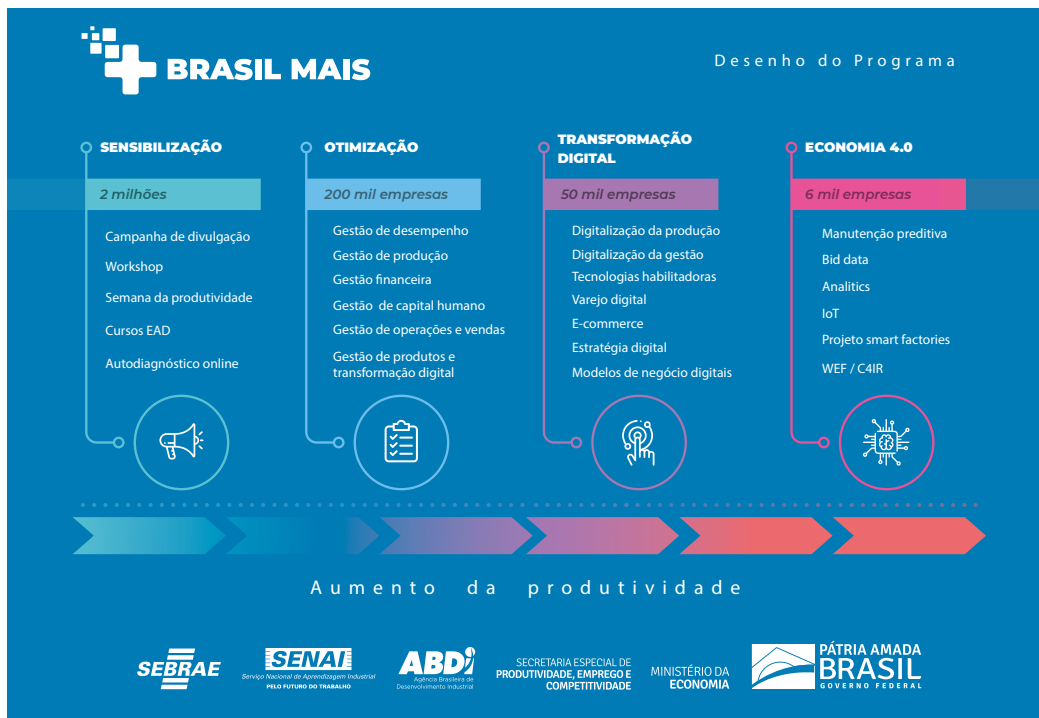 BRASIL MAIS
Desenho do Programa
SENSIBILIZAÇÃO
2 milhões
Campanha de divulgação
Workshop
Semana da produtividade
Cursos EAD
Autodiagnóstico online
OTIMIZAÇÃO
200 mil empresas
Gestão de desempenho
Gestão de produção
Gestão financeira
Gestão de capital humano
Gestão de operações e vendas
Gestão de produtos e
transformação digital
TRANSFORMAÇÃO
DIGITAL
50 mil empresas
Digitalização da produção
Digitalização da gestão
Tecnologias habilitadoras
Varejo digital
E-commerce
Estratégia digital
Modelos de negócio digitais
ECONOMIA 4.0
6 mil empresas
Manutenção preditiva
Bid data
Analitics
IoT
Projeto smart factories
WEF / C4IR
Aumento da produtividade
SEBRAE
SENAI
Serviço Nacional de Aprendizagem Industrial
PELO FUTURO DO TRABALHO
ABDi
Agência Brasileira de
Desenvolvimento Industrial
SECRETARIA ESPECIAL DE
PRODUTIVIDADE, EMPREGO E
COMPETITIVIDADE
MINISTÉRIO DA
ECONOMIA
PÁTRIA AMADA
BRASIL
GOVERNO FEDERAL